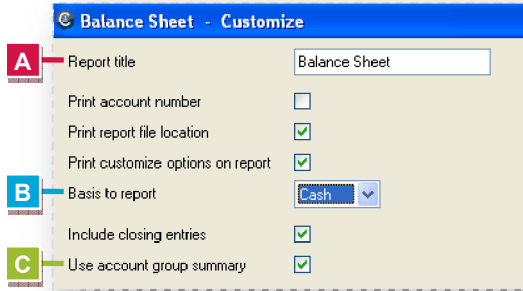 Balance Sheet - Customize
A Report title Balance Sheet
Print account number
Print report file location
Print customize options on report
B Basis to report Cash
Include closing entries
C Use account group summary